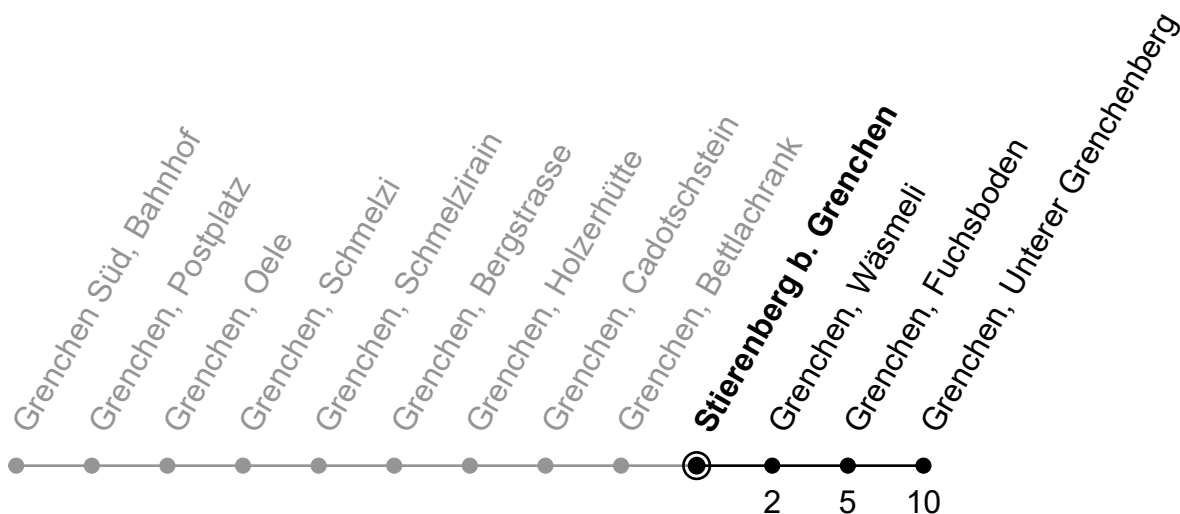 Grenchen Süd, Bahnhof
Grenchen, Postplatz
Grenchen, Oele
Grenchen, Schmelzi
Grenchen, Schmelzirain
Grenchen, Bergstrasse
Grenchen, Holzerhütte
Grenchen, Cadotschstein
Grenchen, Bettlachrank
Stierenberg b. Grenchen
Grenchen, Wäsmeli
Grenchen, Fuchsboden
Grenchen, Unterer Grenchenberg
2 5 10